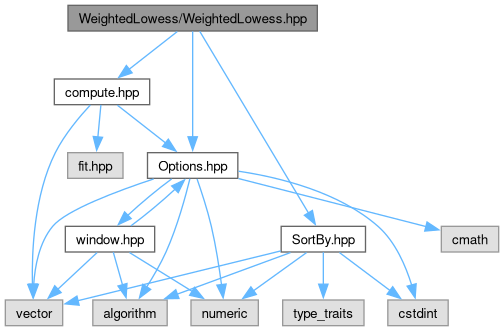 WeightedLowess/WeightedLowess.hpp
compute.hpp
fit.hpp
Options.hpp
window.hpp
SortBy.hpp
cmath
vector
algorithm
numeric
type_traits
cstdint